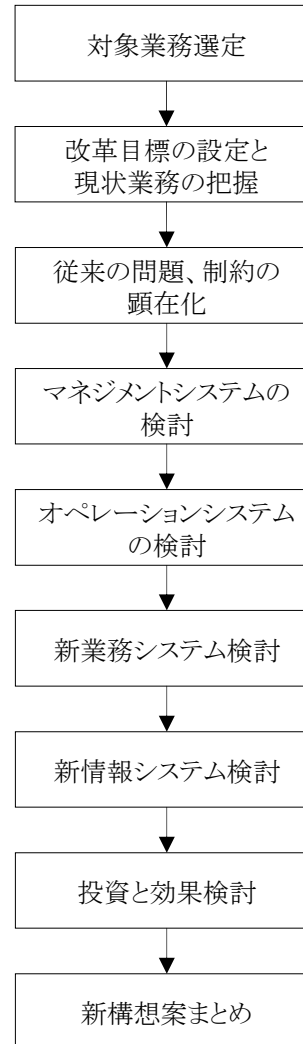 対象業務選定
改革目標の設定と
現状業務の把握
従来の問題、制約の
顕在化
マネジメントシステムの
検討
オペレーションシステム
の検討
新業務システム検討
新情報システム検討
投資と効果検討
新構想案まとめ